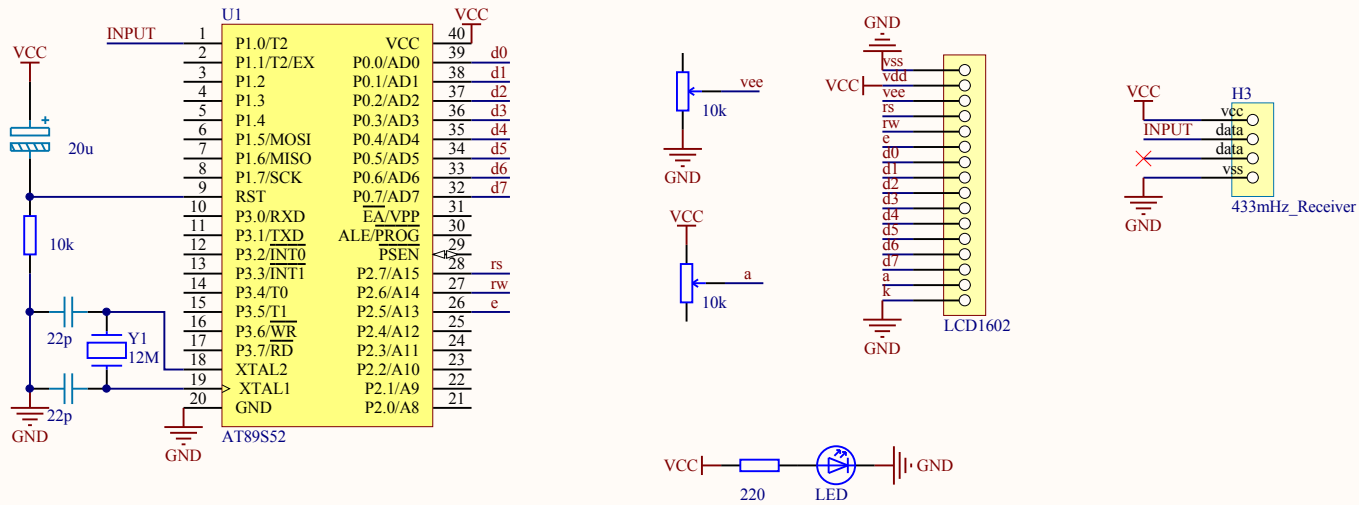 VCC
20u
10k
22p
22p
Y1
12M
GND
INPUT
U1
1 P1.0/T2
2 P1.1/T2/EX
3 P1.2
4 P1.3
5 P1.4
6 P1.5/MOSI
7 P1.6/MISO
8 P1.7/SCK
9 RST
10 P3.0/RXD
11 P3.1/TXD
12 P3.2/INT0
13 P3.3/INT1
14 P3.4/T0
15 P3.5/T1
16 P3.6/WR
17 P3.7/RD
18 XTAL2
19 XTAL1
20 GND
GND
AT89S52
VCC
VCC 40
P0.0/AD0 39 d0
P0.1/AD1 38 d1
P0.2/AD2 37 d2
P0.3/AD3 36 d3
P0.4/AD4 35 d4
P0.5/AD5 34 d5
P0.6/AD6 33 d6
P0.7/AD7 32 d7
EA/VPP 31
ALE/PROG 30
PSEN 29
P2.7/A15 28 rs
P2.6/A14 27 rw
P2.5/A13 26 e
P2.4/A12 25
P2.3/A11 24
P2.2/A10 23
P2.1/A9 22
P2.0/A8 21
vee
10k
GND
VCC
a
10k
VCC
220
LED
GND
GND
vss
VCC vdd
vee
rs
rw
e
d0
d1
d2
d3
d4
d5
d6
d7
a
k
GND
LCD1602
H3
VCC
vcc
INPUT data
data
vss
GND
433mHz_Receiver